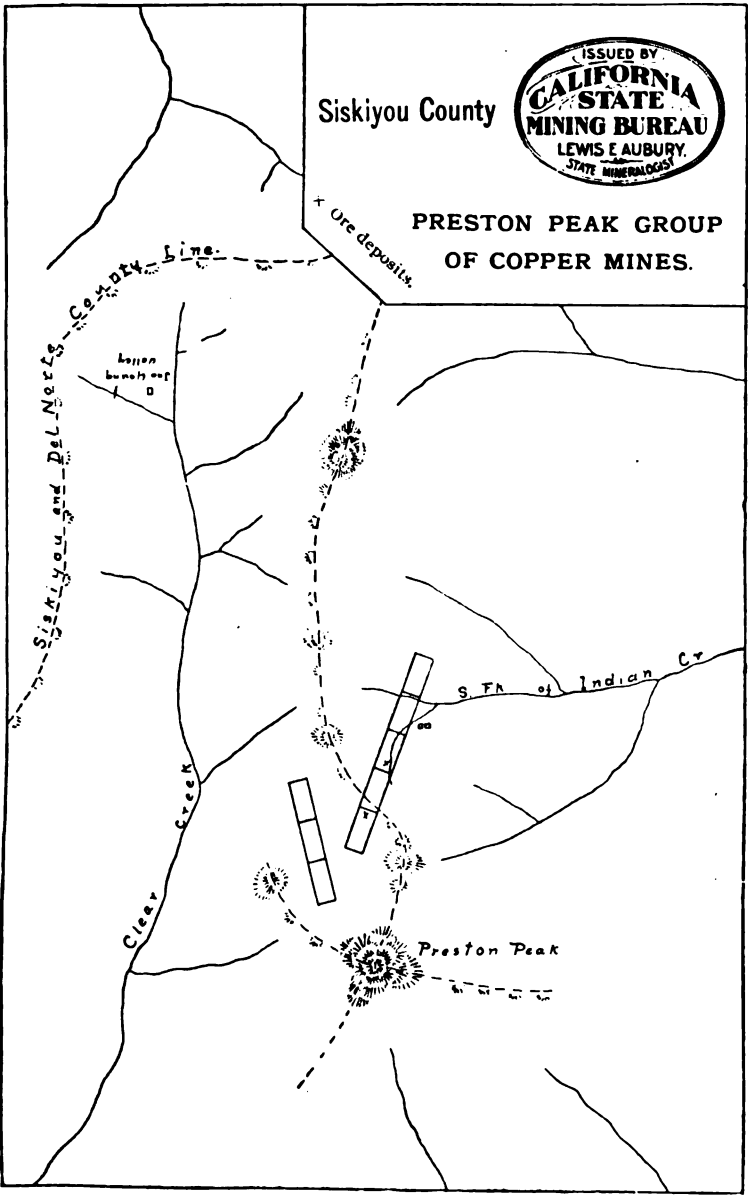 Siskiyou County
ISSUED BY
CALIFORNIA
STATE
MINING BUREAU
LEWIS E AUBURY.
STATE MINERALOGIST
x Ore deposits.
PRESTON PEAK GROUP
OF COPPER MINES.
Siskiyou and Del Norte County Line.
S. Fk of Indian Cr
Clear Creek
Preston Peak